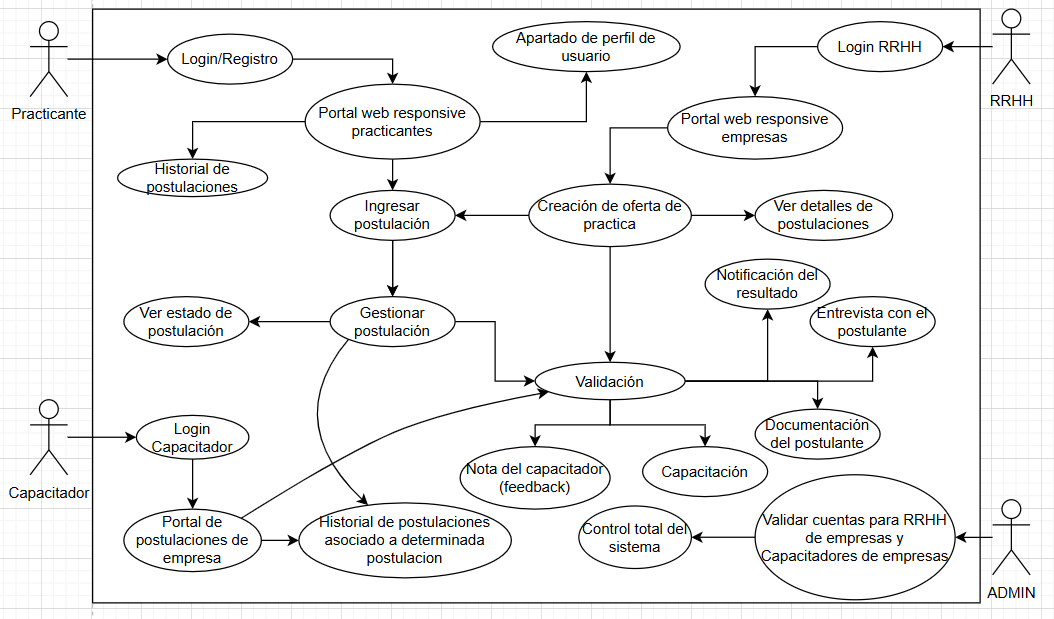 Practicante
Login/Registro
Apartado de perfil de
usuario
Login RRHH
RRHH
Portal web responsive
practicantes
Portal web responsive
empresas
Historial de
postulaciones
Ingresar
postulación
Creación de oferta de
practica
Ver detalles de
postulaciones
Notificación del
resultado
Ver estado de
postulación
Gestionar
postulación
Entrevista con el
postulante
Validación
Capacitador
Login
Capacitador
Documentación
del postulante
Nota del capacitador
(feedback)
Capacitación
Portal de
postulaciones de
empresa
Historial de postulaciones
asociado a determinada
postulacion
Control total del
sistema
Validar cuentas para RRHH
de empresas y
Capacitadores de empresas
ADMIN